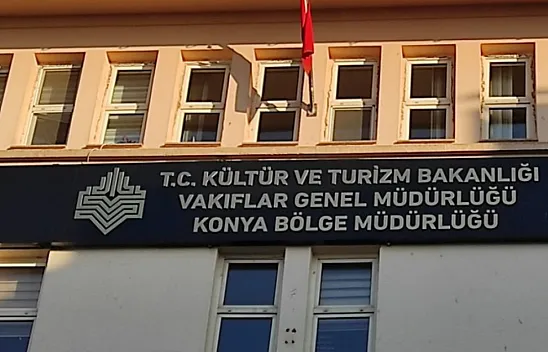 T.C. KÜLTÜR VE TURİZM BAKANLIĞI
VAKIFLAR GENEL MÜDÜRLÜĞÜ
KONYA BÖLGE MÜDÜRLÜĞÜ